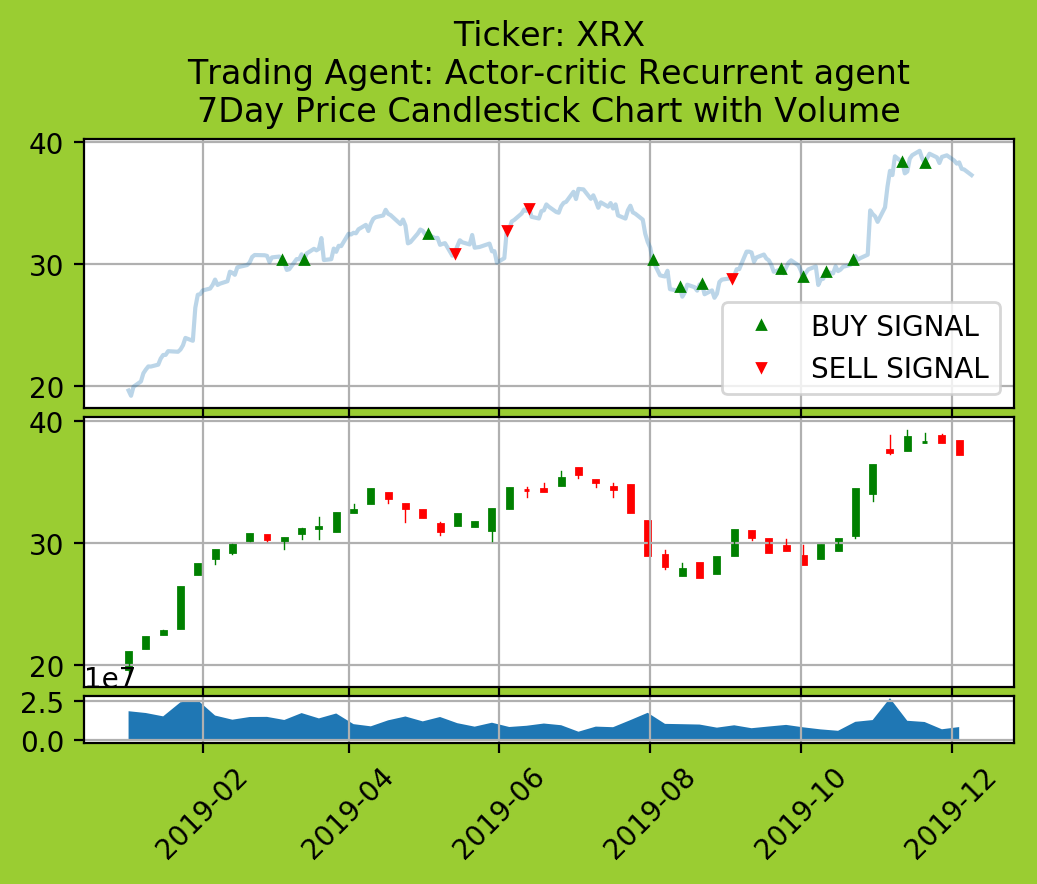 Ticker: XRX
Trading Agent: Actor-critic Recurrent agent
7Day Price Candlestick Chart with Volume
40
30
20
BUY SIGNAL
SELL SIGNAL
40
30
20
1e7
2.5
0.0
2019-02
2019-04
2019-06
2019-08
2019-10
2019-12